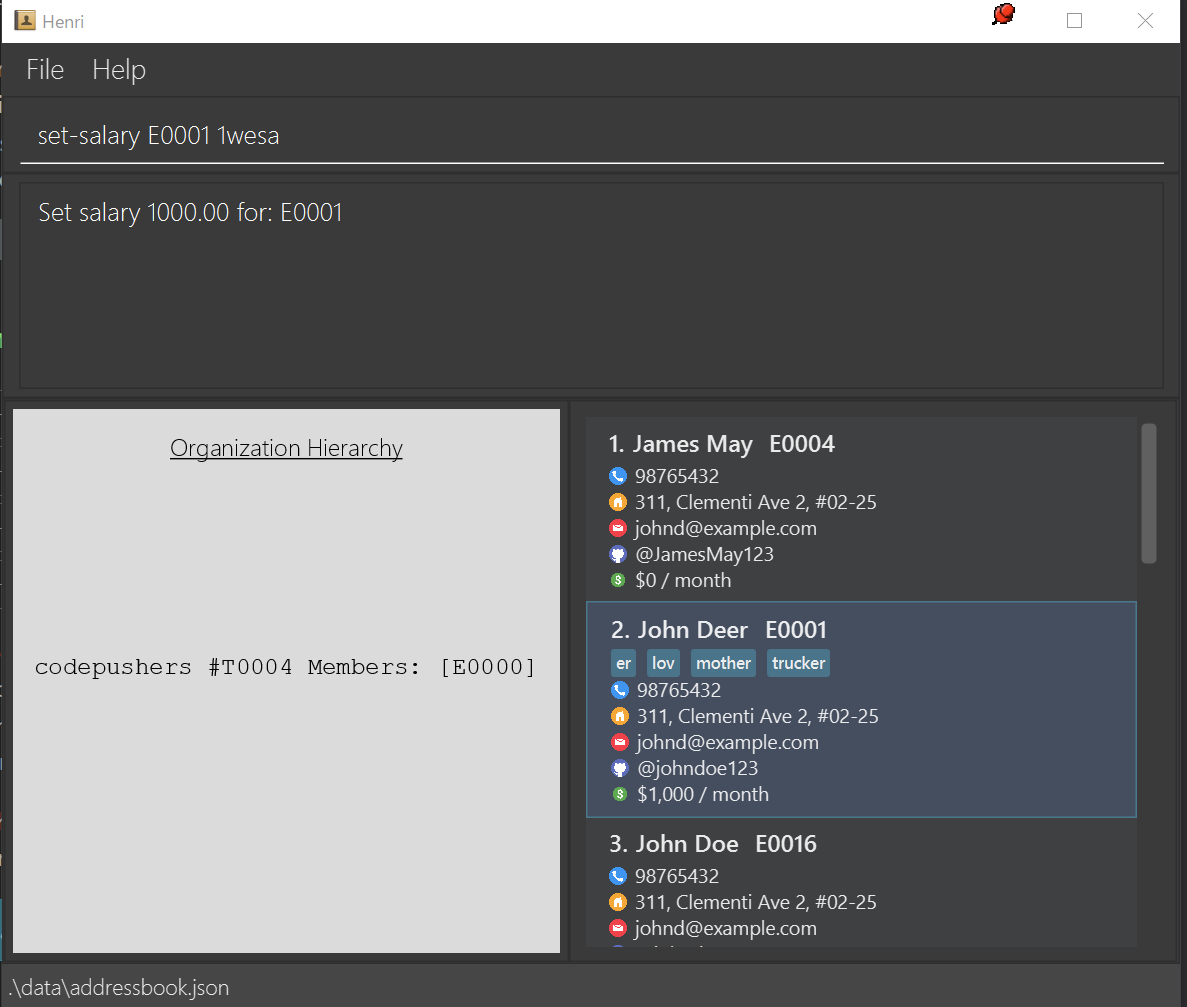 Henri
File Help
set-salary E0001 1wesa
Set salary 1000.00 for: E0001
Organization Hierarchy
codepushers #T0004 Members: [E0000]
1. James May E0004
98765432
311, Clementi Ave 2, #02-25
johnd@example.com
@JamesMay123
$0 / month
2. John Deer E0001
er lov mother trucker
98765432
311, Clementi Ave 2, #02-25
johnd@example.com
@johndoe123
$1,000 / month
3. John Doe E0016
98765432
311, Clementi Ave 2, #02-25
johnd@example.com
.\data\addressbook.json